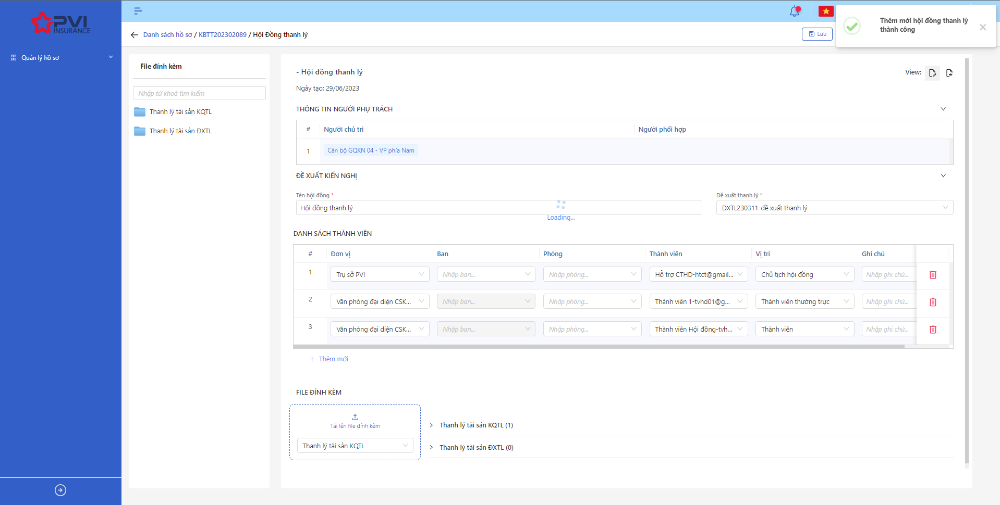 PVI
INSURANCE
Quản lý hồ sơ
Danh sách hồ sơ / KBTT202302089 / Hội Đồng thanh lý
Lưu
Thêm mới hội đồng thanh lý
thành công
File đính kèm
Nhập từ khoá tìm kiếm
Thanh lý tài sản KQTL
Thanh lý tài sản ĐXTL
- Hội đồng thanh lý
View:
Ngày tạo: 29/06/2023
THÔNG TIN NGƯỜI PHỤ TRÁCH
# Người chủ trì Người phối hợp
1 Cán bộ GQKN 04 - VP phía Nam
ĐỀ XUẤT KIẾN NGHỊ
Tên hội đồng * Đề xuất thanh lý *
Hội đồng thanh lý DXTL230311-đề xuất thanh lý
Loading...
DANH SÁCH THÀNH VIÊN
# Đơn vị Ban Phòng Thành viên Vị trí Ghi chú
1 Trụ sở PVI Nhập ban... Nhập phòng... Hỗ trợ CTHD-htct@gmail... Chủ tịch hội đồng Nhập ghi chú...
2 Văn phòng đại diện CSK... Nhập ban... Nhập phòng... Thành viên 1-tvhd01@g... Thành viên thường trực Nhập ghi chú...
3 Văn phòng đại diện CSK... Nhập ban... Nhập phòng... Thành viên Hội đồng-tvh... Thành viên Nhập ghi chú...
+ Thêm mới
FILE ĐÍNH KÈM
Tải lên file đính kèm
Thanh lý tài sản KQTL
Thanh lý tài sản KQTL (1)
Thanh lý tài sản ĐXTL (0)